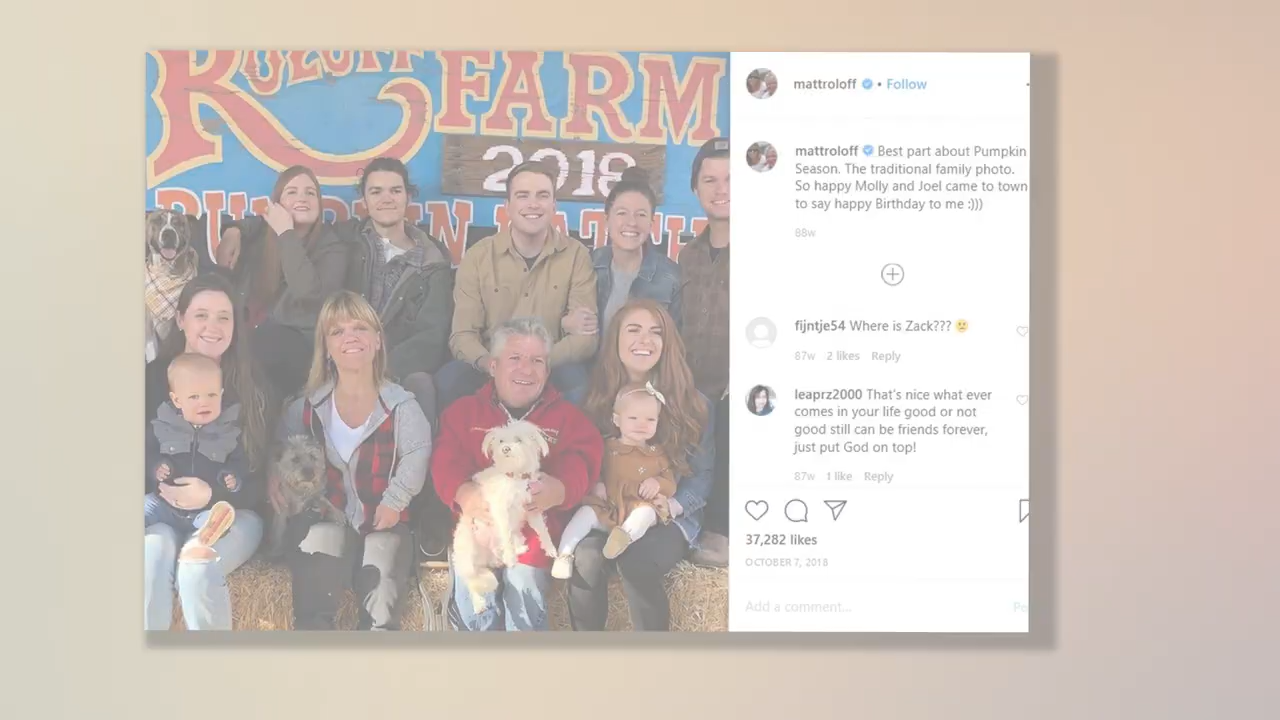 ROLOFF
FARM
2018
PUMPKIN PATCH
mattroloff • Follow
mattroloff Best part about Pumpkin
Season. The traditional family photo.
So happy Molly and Joel came to town
to say happy Birthday to me :)))
88w
fijntje54 Where is Zack???
87w 2 likes Reply
leaprz2000 That's nice what ever
comes in your life good or not
good still can be friends forever,
just put God on top!
87w 1 like Reply
37,282 likes
OCTOBER 7, 2018
Add a comment...